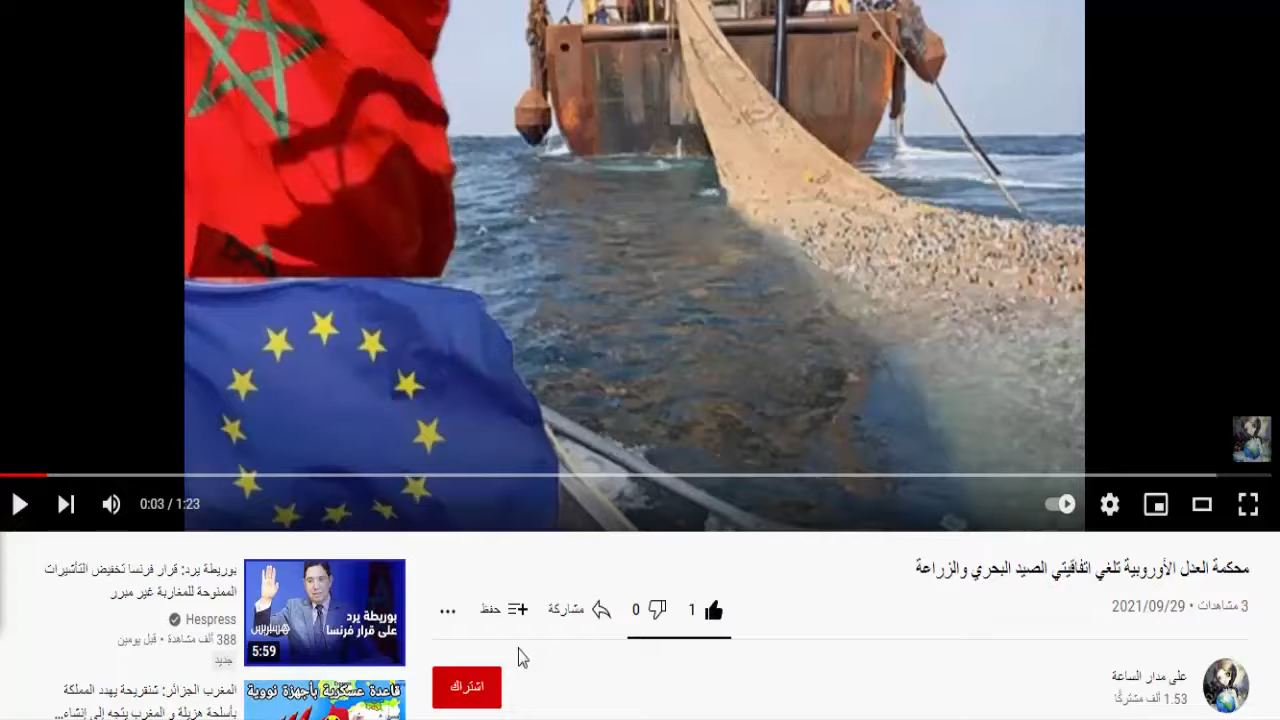 0:03 / 1:23
محكمة العدل الأوروبية تلغي اتفاقيتي الصيد البحري والزراعة
3 مشاهدات • 2021/09/29
1
0
مشاركة
حفظ
على مدار الساعة
1.53 ألف مشترك
اشتراك
بوريطة يرد: قرار فرنسا تخفيض التأشيرات
الممنوحة للمغاربة غير مبرر
Hespress
388 ألف مشاهدة • قبل يومين
جديد
بوريطة يرد
على قرار فرنسا
هسبريس
5:59
المغرب الجزائر: شنقريحة يهدد المملكة
بأسلحة هزيلة و المغرب يتجه إلى إنشاء...
قاعدة عسكرية بأجهزة نووية